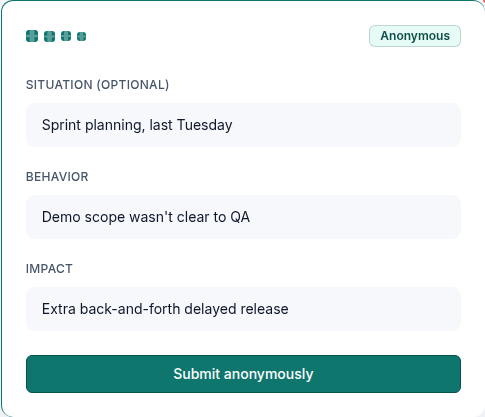 Anonymous
SITUATION (OPTIONAL)
Sprint planning, last Tuesday
BEHAVIOR
Demo scope wasn't clear to QA
IMPACT
Extra back-and-forth delayed release
Submit anonymously